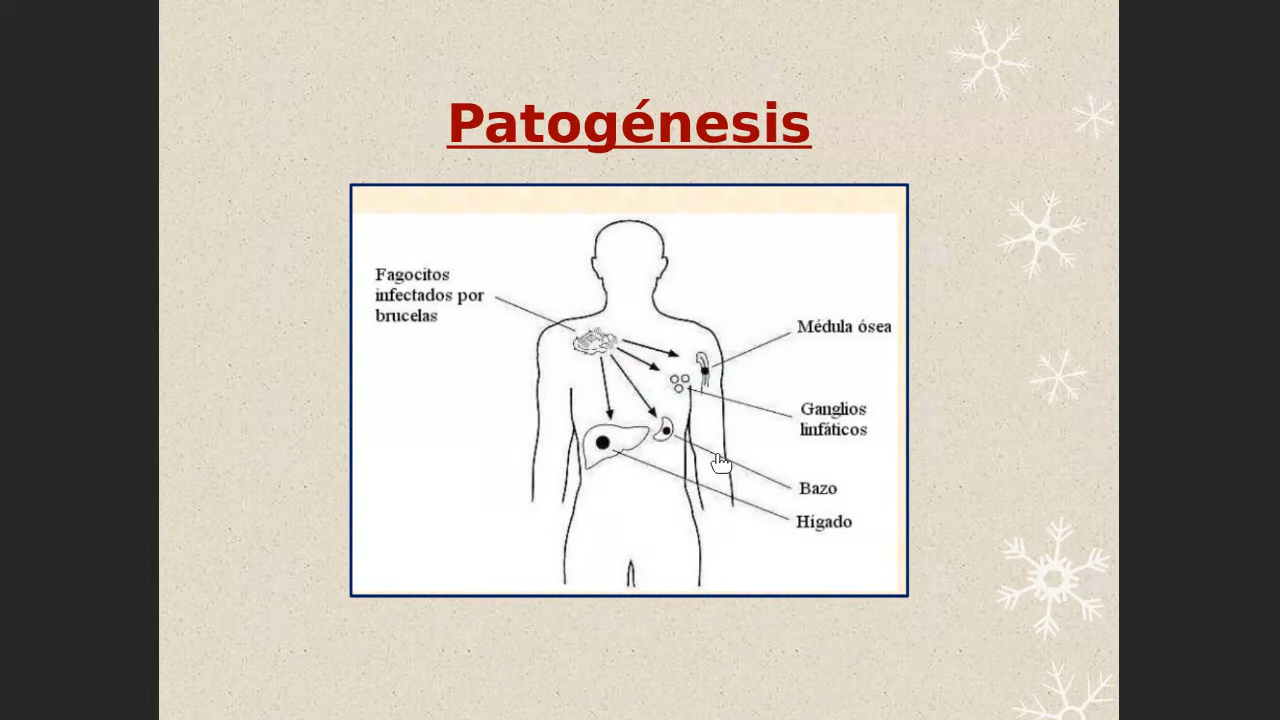 Patogénesis
Fagocitos
infectados por
brucelas
Médula ósea
Ganglios
linfáticos
Bazo
Hígado